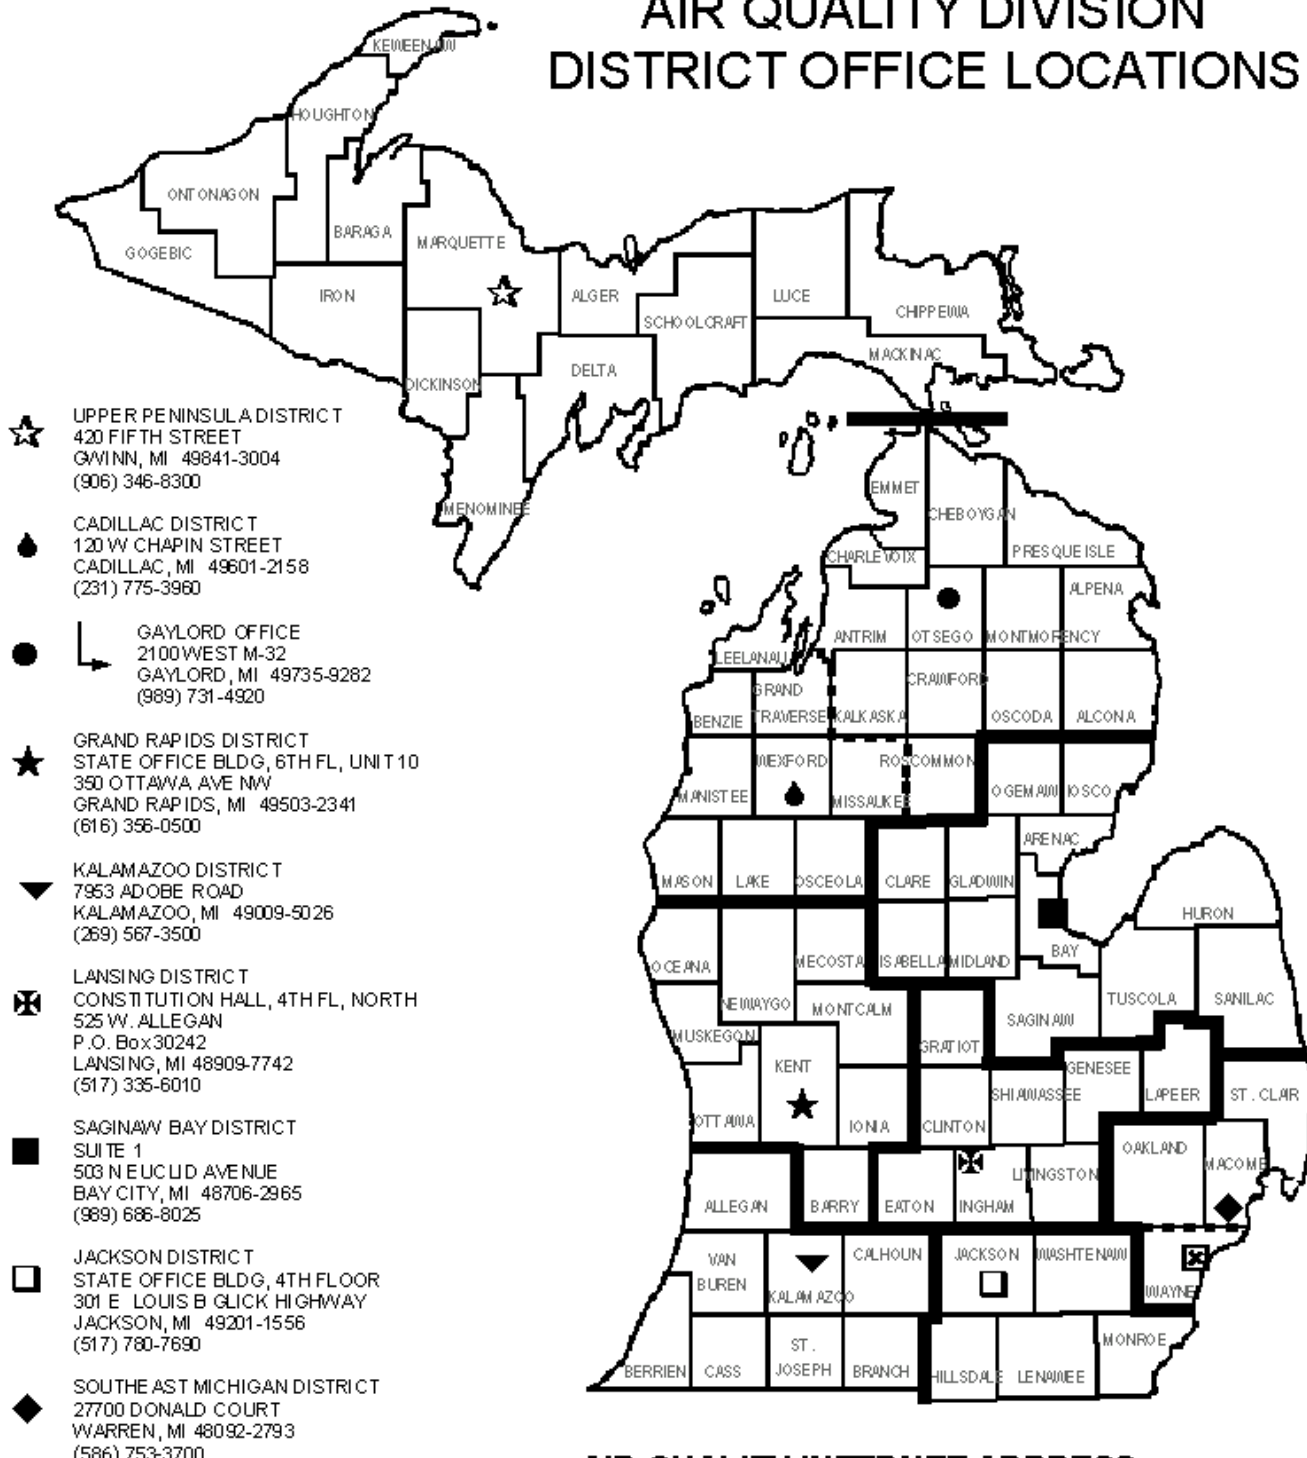 AIR QUALITY DIVISION
DISTRICT OFFICE LOCATIONS
KEWEENAW
HOUGHTON
ONTONAGON
BARAGA
MARQUETTE
GOGEBIC
IRON
ALGER
LUCE
SCHOOLCRAFT
CHIPPEWA
MACKINAC
DICKINSON
DELTA
MENOMINEE
UPPER PENINSULA DISTRICT
420 FIFTH STREET
GWINN, MI 49841-3004
(906) 346-8300
CADILLAC DISTRICT
120 W CHAPIN STREET
CADILLAC, MI 49601-2158
(231) 775-3960
GAYLORD OFFICE
2100 WEST M-32
GAYLORD, MI 49735-9282
(989) 731-4920
GRAND RAPIDS DISTRICT
STATE OFFICE BLDG, 6TH FL, UNIT 10
350 OTTAWA AVE NW
GRAND RAPIDS, MI 49503-2341
(616) 356-0500
KALAMAZOO DISTRICT
7953 ADOBE ROAD
KALAMAZOO, MI 49009-5026
(269) 567-3500
LANSING DISTRICT
CONSTITUTION HALL, 4TH FL, NORTH
525 W. ALLEGAN
P.O. Box 30242
LANSING, MI 48909-7742
(517) 335-6010
SAGINAW BAY DISTRICT
SUITE 1
503 N EUCLID AVENUE
BAY CITY, MI 48706-2965
(989) 686-8025
JACKSON DISTRICT
STATE OFFICE BLDG, 4TH FLOOR
301 E LOUIS B GLICK HIGHWAY
JACKSON, MI 49201-1556
(517) 780-7690
SOUTHEAST MICHIGAN DISTRICT
27700 DONALD COURT
WARREN, MI 48092-2793
(586) 753-3700
EMMET
CHEBOYGAN
PRESQUE ISLE
CHARLEVOIX
ALPENA
ANTRIM
OTSEGO
MONTMORENCY
LEELANAU
GRAND
TRAVERSE
CRAWFORD
BENZIE
KALKASKA
OSCODA
ALCONA
WEXFORD
ROSCOMMON
MANISTEE
MISSAUKEE
OGEMAW
IOSCO
ARENAC
MASON
LAKE
OSCEOLA
CLARE
GLADWIN
HURON
BAY
OCEANA
MECOSTA
ISABELLA
MIDLAND
NEWAYGO
MONTCALM
TUSCOLA
SANILAC
MUSKEGON
SAGINAW
GRATIOT
KENT
GENESEE
SHIAWASSEE
LAPEER
ST. CLAIR
OTTAWA
IONIA
CLINTON
OAKLAND
MACOMB
LIVINGSTON
ALLEGAN
BARRY
EATON
INGHAM
VAN
BUREN
CALHOUN
JACKSON
WASHTENAW
KALAMAZOO
WAYNE
BERRIEN
CASS
ST.
JOSEPH
BRANCH
HILLSDALE
LENAWEE
MONROE
AIR QUALITY INTERNET ADDRESS